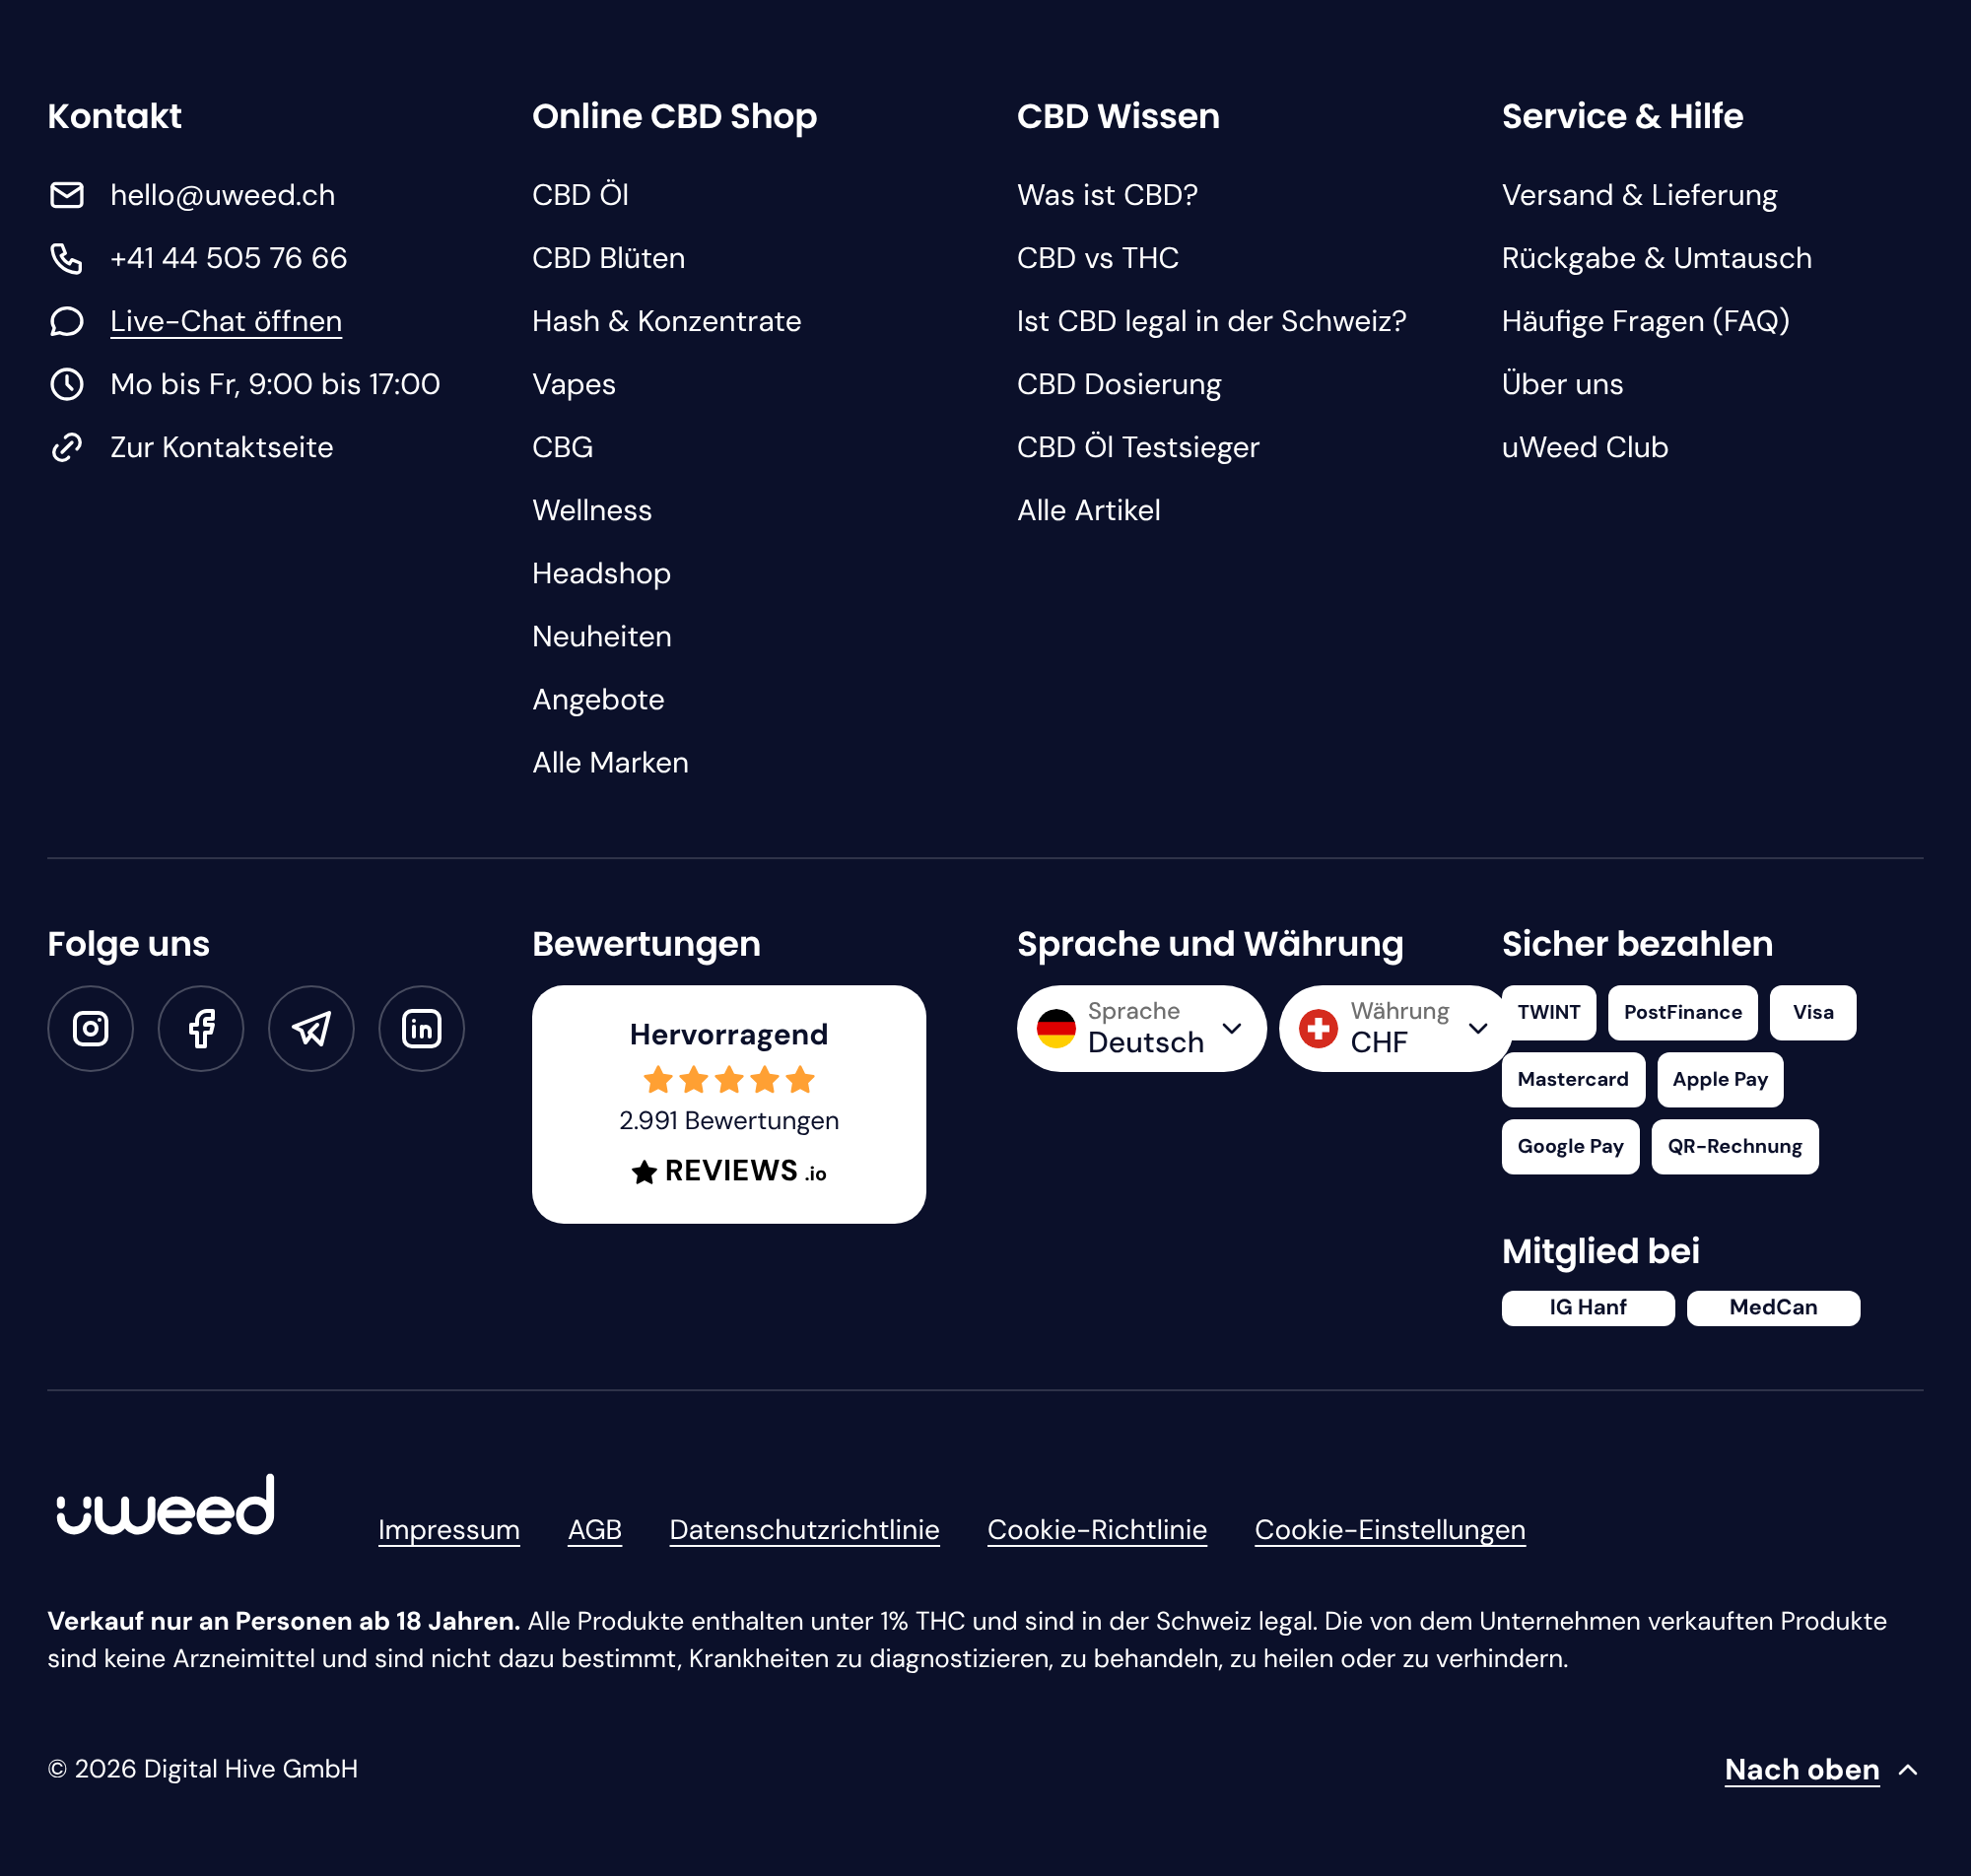 Kontakt
hello@uweed.ch
+41 44 505 76 66
Live-Chat öffnen
Mo bis Fr, 9:00 bis 17:00
Zur Kontaktseite
Online CBD Shop
CBD Öl
CBD Blüten
Hash & Konzentrate
Vapes
CBG
Wellness
Headshop
Neuheiten
Angebote
Alle Marken
CBD Wissen
Was ist CBD?
CBD vs THC
Ist CBD legal in der Schweiz?
CBD Dosierung
CBD Öl Testsieger
Alle Artikel
Service & Hilfe
Versand & Lieferung
Rückgabe & Umtausch
Häufige Fragen (FAQ)
Über uns
uWeed Club
Folge uns
Bewertungen
Hervorragend
2.991 Bewertungen
REVIEWS .io
Sprache und Währung
Sprache
Deutsch
Währung
CHF
Sicher bezahlen
TWINT
PostFinance
Visa
Mastercard
Apple Pay
Google Pay
QR-Rechnung
Mitglied bei
IG Hanf
MedCan
uweed
Impressum
AGB
Datenschutzrichtlinie
Cookie-Richtlinie
Cookie-Einstellungen
Verkauf nur an Personen ab 18 Jahren. Alle Produkte enthalten unter 1% THC und sind in der Schweiz legal. Die von dem Unternehmen verkauften Produkte
sind keine Arzneimittel und sind nicht dazu bestimmt, Krankheiten zu diagnostizieren, zu behandeln, zu heilen oder zu verhindern.
© 2026 Digital Hive GmbH
Nach oben